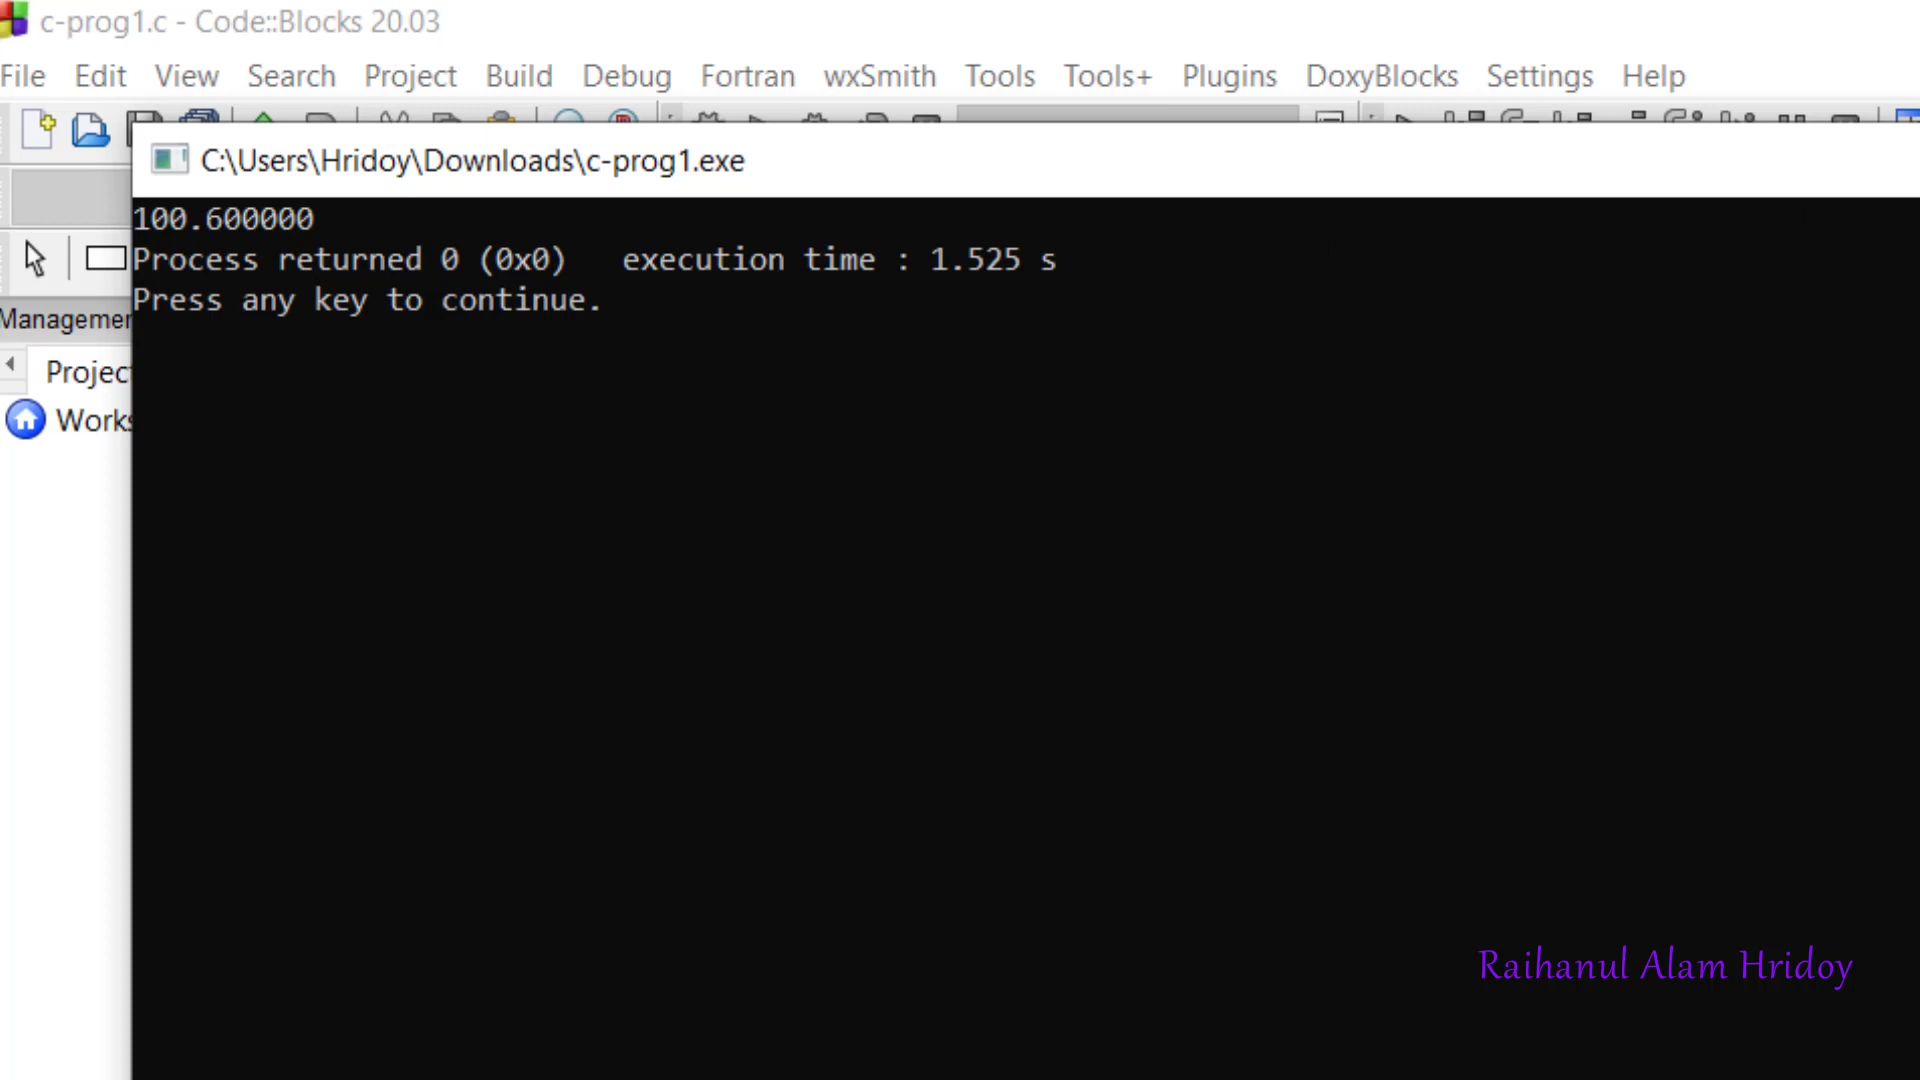 c-prog1.c - Code::Blocks 20.03
File Edit View Search Project Build Debug Fortran wxSmith Tools Tools+ Plugins DoxyBlocks Settings Help
C:\Users\Hridoy\Downloads\c-prog1.exe
100.600000
Process returned 0 (0x0)   execution time : 1.525 s
Press any key to continue.
Managemen
Projec
Works
Raihanul Alam Hridoy